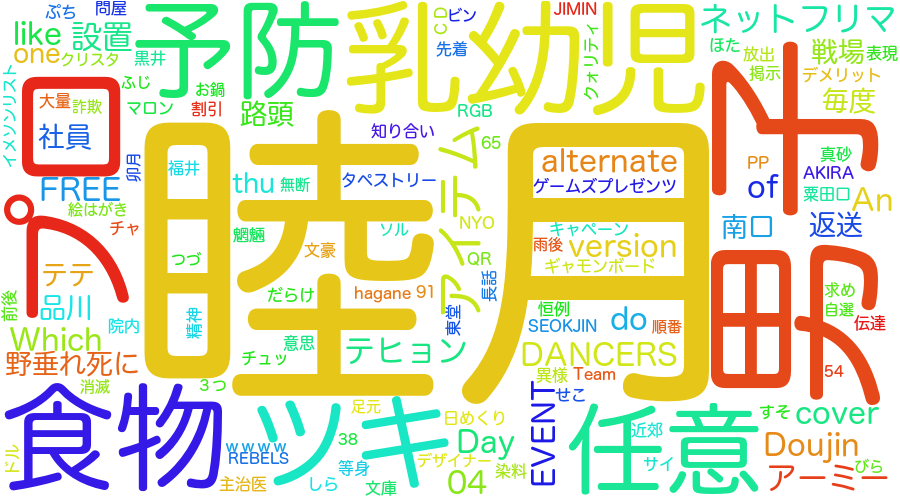 ぷち
問屋
予防
乳幼児
CD
ビン
JIMIN
ネットフリマ
like
設置
one
クリスタ
黒井
先着
クォリティ
ほた
放出
戦場
表現
イメソンリスト
プロ
大量
詐欺
ふじ
お鍋
マロン
割引
路頭
RGB
掲示
デメリット
毎度
社員
卯月
福井
睦月
知り合い
65
アイテム
alternate
PP
子
真砂
AKIRA
FREE
thu
無断
タペストリー
ゲームズプレゼンツ
of
粟田口
An
絵はがき
チャ
魍魎
ソル
NYO
キャペーン
南口
返送
つづ
文豪
QR
雨後
version
テテ
ギャモンボード
野
品川
前後
だらけ
hagane
91
長話
恒例
求め
自選
院内
精神
東堂
SEOKJIN
do
順番
伝達
Which
意思
チュッ
テヒョン
DANCERS
野垂れ死に
異様
Team
54
消滅
3つ
せこ
食物
ツキ
足元
日めくり
EVENT
任意
すそ
cover
wwww
REBELS
38
Day
近郊
Doujin
ドル
等身
デザイナー
サイ
びら
主治医
しら
文庫
04
染料
アーミー